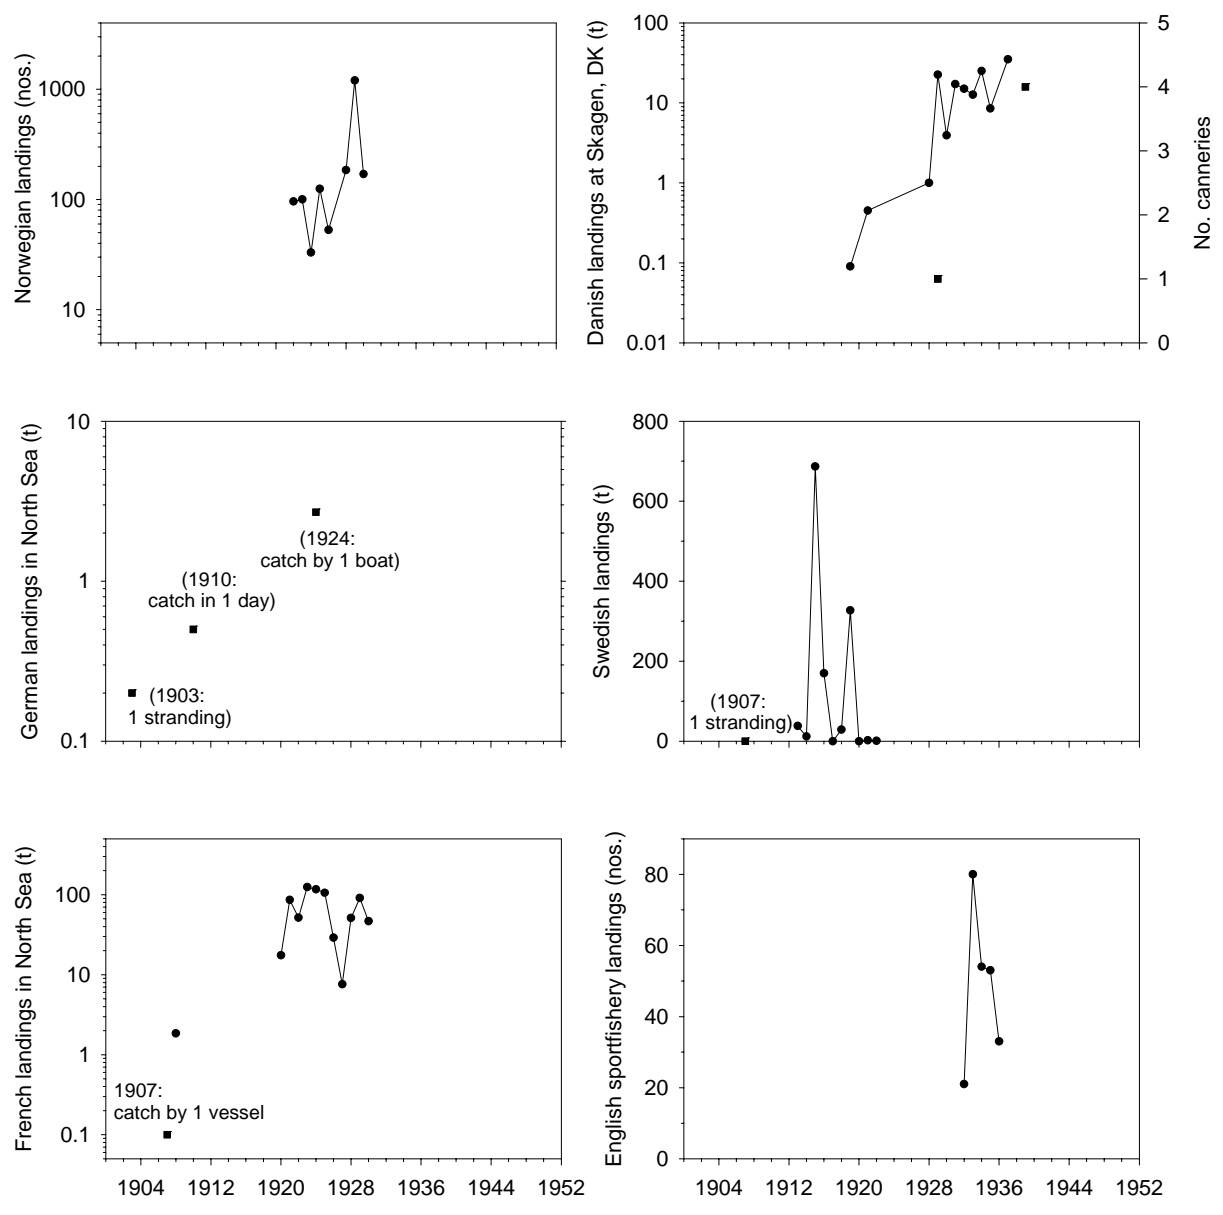 Norwegian landings (nos.)
1000
100
10
Danish landings at Skagen, DK (t)
100
10
1
0.1
0.01
5
4
3
2
1
0
No. canneries
German landings in North Sea (t)
10
1
0.1
(1924:
catch by 1 boat)
(1910:
catch in 1 day)
(1903:
1 stranding)
Swedish landings (t)
800
600
400
200
0
(1907:
1 stranding)
French landings in North Sea (t)
100
10
1
0.1
1907:
catch by 1 vessel
1904 1912 1920 1928 1936 1944 1952
English sportfishery landings (nos.)
80
60
40
20
0
1904 1912 1920 1928 1936 1944 1952